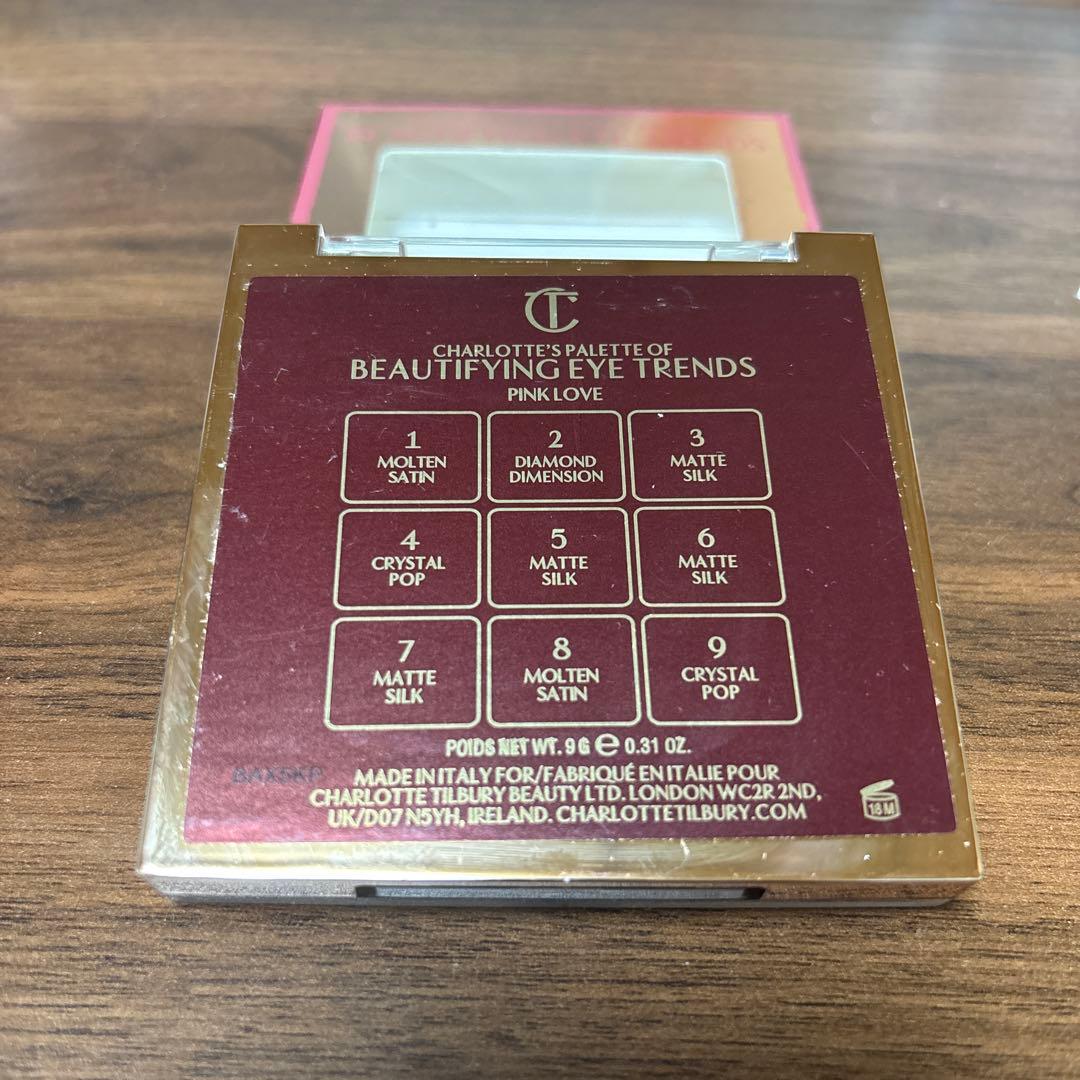 CT
CHARLOTTE'S PALETTE OF
BEAUTIFYING EYE TRENDS
PINK LOVE
1
MOLTEN
SATIN
2
DIAMOND
DIMENSION
3
MATTE
SILK
4
CRYSTAL
POP
5
MATTE
SILK
6
MATTE
SILK
7
MATTE
SILK
8
MOLTEN
SATIN
9
CRYSTAL
POP
POIDS NET WT. 9 G e 0.31 OZ.
MADE IN ITALY FOR/FABRIQUÉ EN ITALIE POUR
CHARLOTTE TILBURY BEAUTY LTD. LONDON WC2R 2ND,
UK/D07 N5YH, IRELAND. CHARLOTTETILBURY.COM
18 M